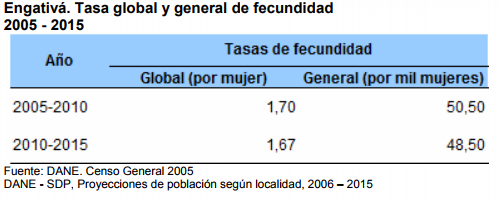 Engativá. Tasa global y general de fecundidad
2005 - 2015
Año
Tasas de fecundidad
Global (por mujer) General (por mil mujeres)
2005-2010 1,70 50,50
2010-2015 1,67 48,50
Fuente: DANE. Censo General 2005
DANE - SDP, Proyecciones de población según localidad, 2006 – 2015